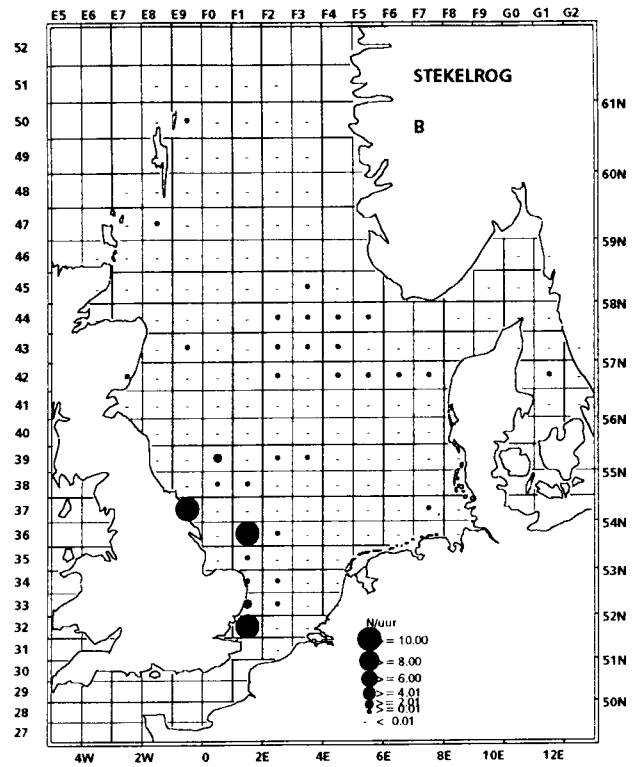 E5 E6 E7 E8 E9 F0 F1 F2 F3 F4 F5 F6 F7 F8 F9 G0 G1 G2
52
STEKELROG
51
61N
50
B
49
60N
48
47
59N
46
45
58N
44
43
57N
42
41
56N
40
39
55N
38
37
54N
36
35
53N
34
33
52N
32
N/uur
31
= 10.00
51N
30
>= 8.00
29
>= 6.00
50N
>= 4.01
28
>= 2.01
>= 0.01
27
- < 0.01
4W 2W 0 2E 4E 6E 8E 10E 12E